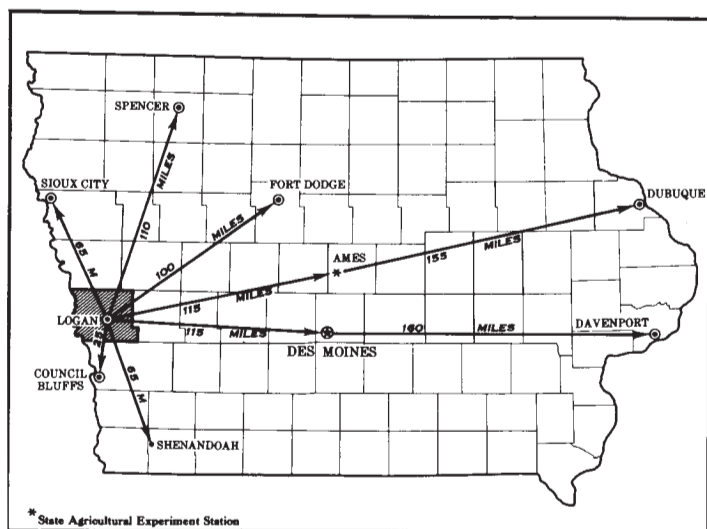 SPENCER
SIOUX CITY
FORT DODGE
DUBUQUE
MILES
110
MILES
100
65 M
AMES
*
155 MILES
115 MILES
LOGAN
115 MILES
160 MILES
DAVENPORT
DES MOINES
25
COUNCIL
BLUFFS
65 M
SHENANDOAH
* State Agricultural Experiment Station